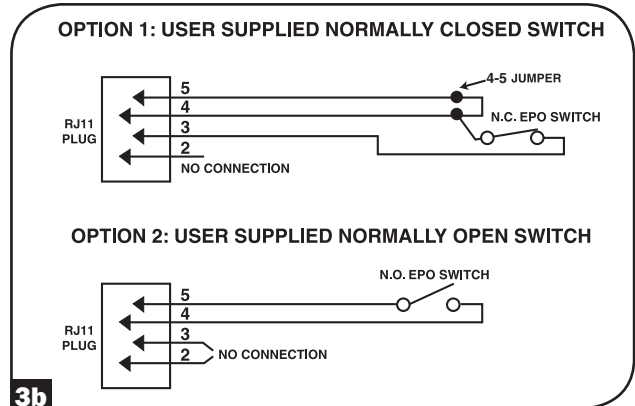 OPTION 1: USER SUPPLIED NORMALLY CLOSED SWITCH
4-5 JUMPER
5
4
N.C. EPO SWITCH
RJ11
PLUG
3
2
NO CONNECTION
OPTION 2: USER SUPPLIED NORMALLY OPEN SWITCH
N.O. EPO SWITCH
5
4
RJ11
PLUG
3
2
NO CONNECTION
3b